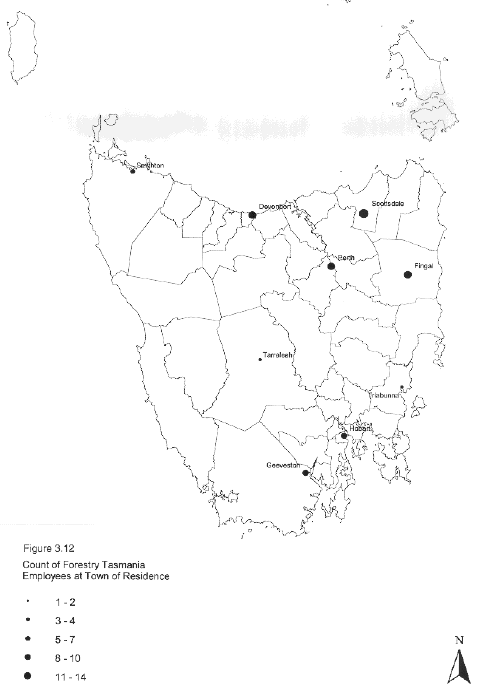 Smithton
Devonport
Scottsdale
Perth
Fingal
Tarraleah
Triabunna
Hobart
Geeveston
Figure 3.12
Count of Forestry Tasmania
Employees at Town of Residence
1 - 2
3 - 4
5 - 7
8 - 10
11 - 14
N